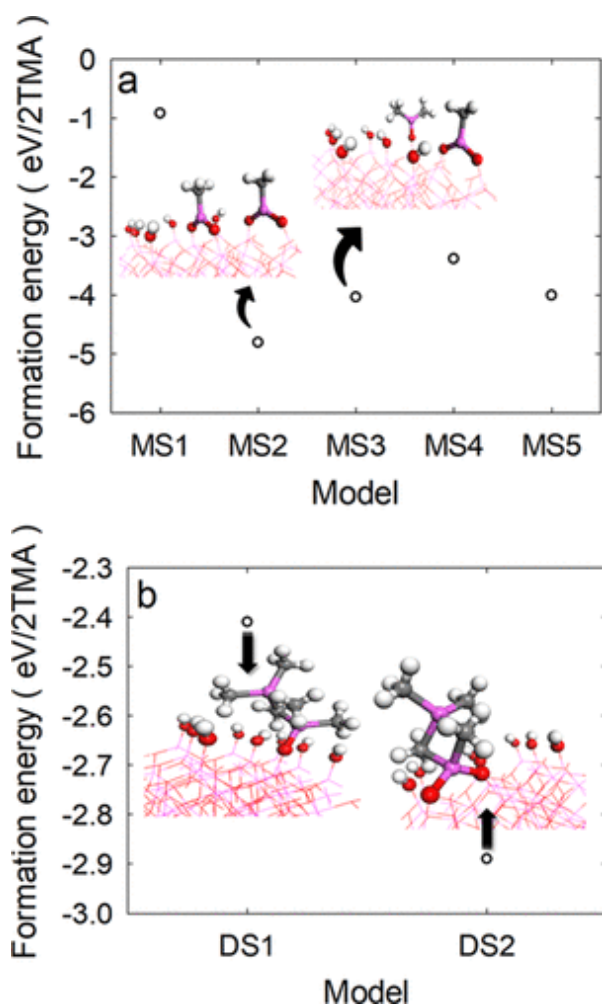 a
0
-1
-2
-3
-4
-5
-6
Formation energy ( eV/2TMA )
MS1 MS2 MS3 MS4 MS5
Model
b
-2.3
-2.4
-2.5
-2.6
-2.7
-2.8
-2.9
-3.0
Formation energy ( eV/2TMA )
DS1 DS2
Model